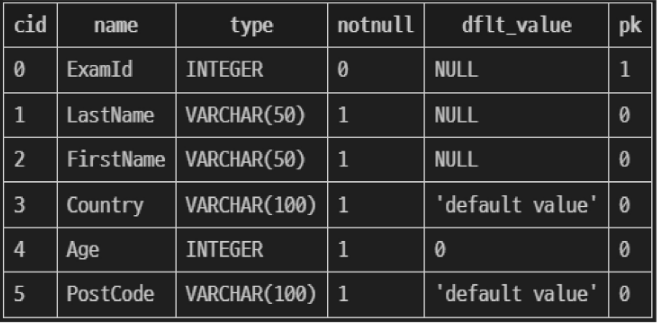 cid name type notnull dflt_value pk
0 ExamId INTEGER 0 NULL 1
1 LastName VARCHAR(50) 1 NULL 0
2 FirstName VARCHAR(50) 1 NULL 0
3 Country VARCHAR(100) 1 'default value' 0
4 Age INTEGER 1 0 0
5 PostCode VARCHAR(100) 1 'default value' 0